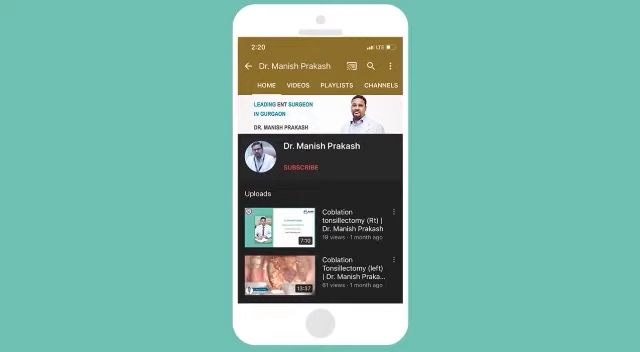 2:20
LTE
Dr. Manish Prakash
HOME VIDEOS PLAYLISTS CHANNELS
LEADING ENT SURGEON
IN GURGAON
DR. MANISH PRAKASH
Dr. Manish Prakash
SUBSCRIBE
Uploads
Coblation
tonsillectomy (Rt) |
Dr. Manish Prakash
19 views · 1 month ago
7:10
Coblation
Tonsillectomy (left)
| Dr. Manish Praka...
61 views · 1 month ago
13:37